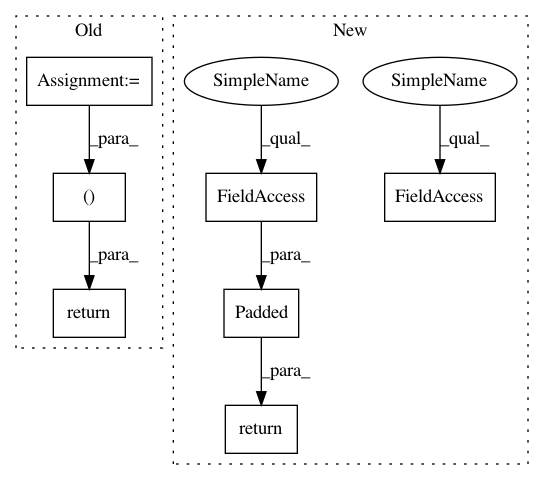 Old
New
Assignment:=
SimpleName
SimpleName
_para_
_qual_
_qual_
()
FieldAccess
FieldAccess
_para_
_para_
return
Padded
_para_
return